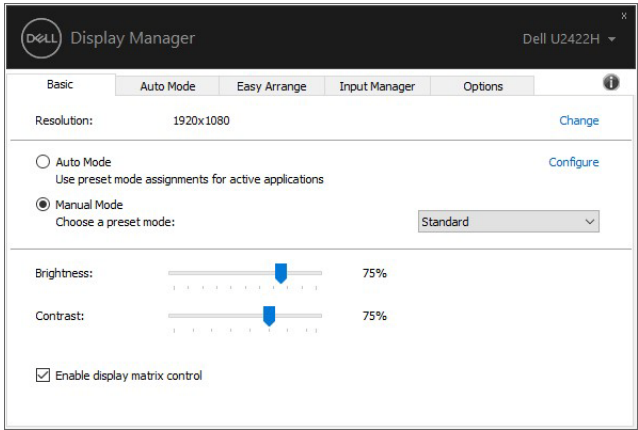 x
DELL Display Manager
Dell U2422H
Basic Auto Mode Easy Arrange Input Manager Options i
Resolution: 1920x1080 Change
Auto Mode Configure
Use preset mode assignments for active applications
Manual Mode
Choose a preset mode: Standard
Brightness: 75%
Contrast: 75%
Enable display matrix control